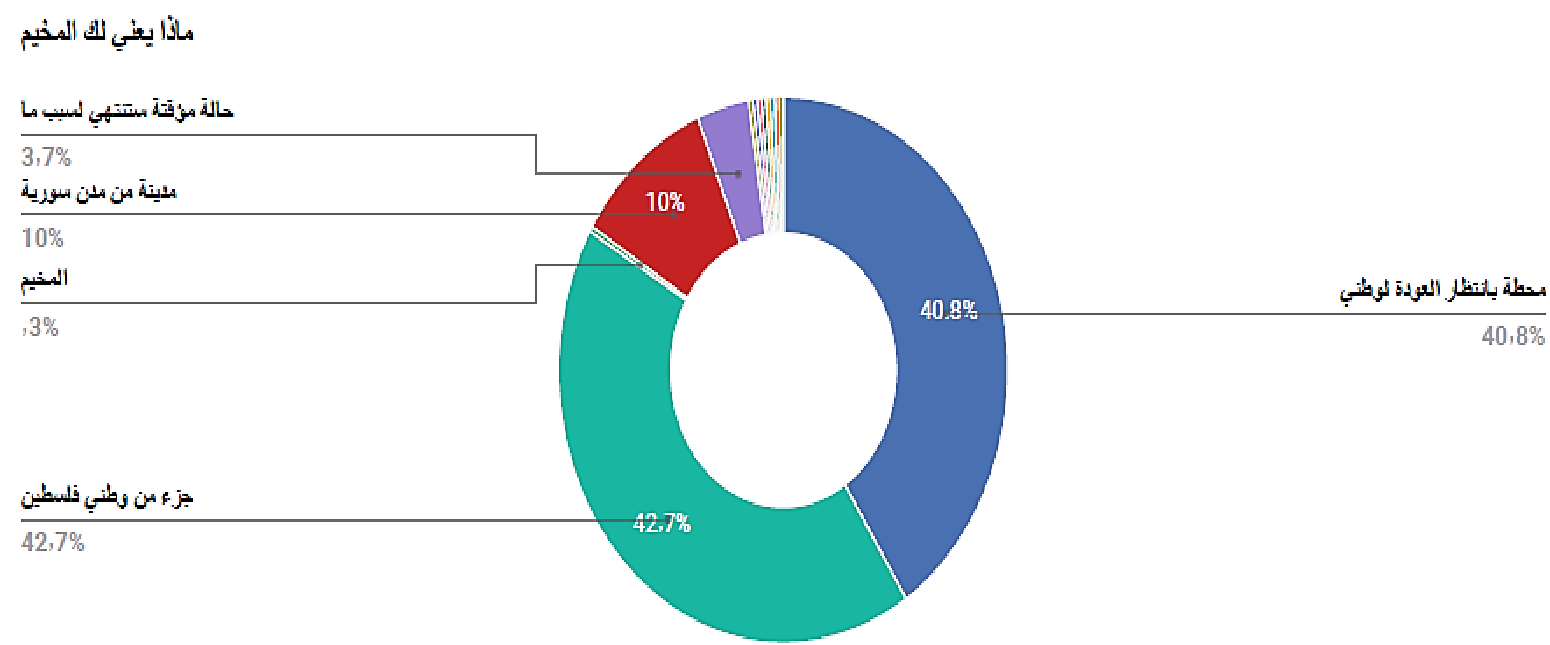 ماذا يعني لك المخيم
حالة مؤقتة ستنتهي لسبب ما
3،7%
مدينة من مدن سورية
10%
المخيم
،3%
جزء من وطني فلسطين
42،7%
محطة بانتظار العودة لوطني
40،8%
10%
40.8%
42،7%